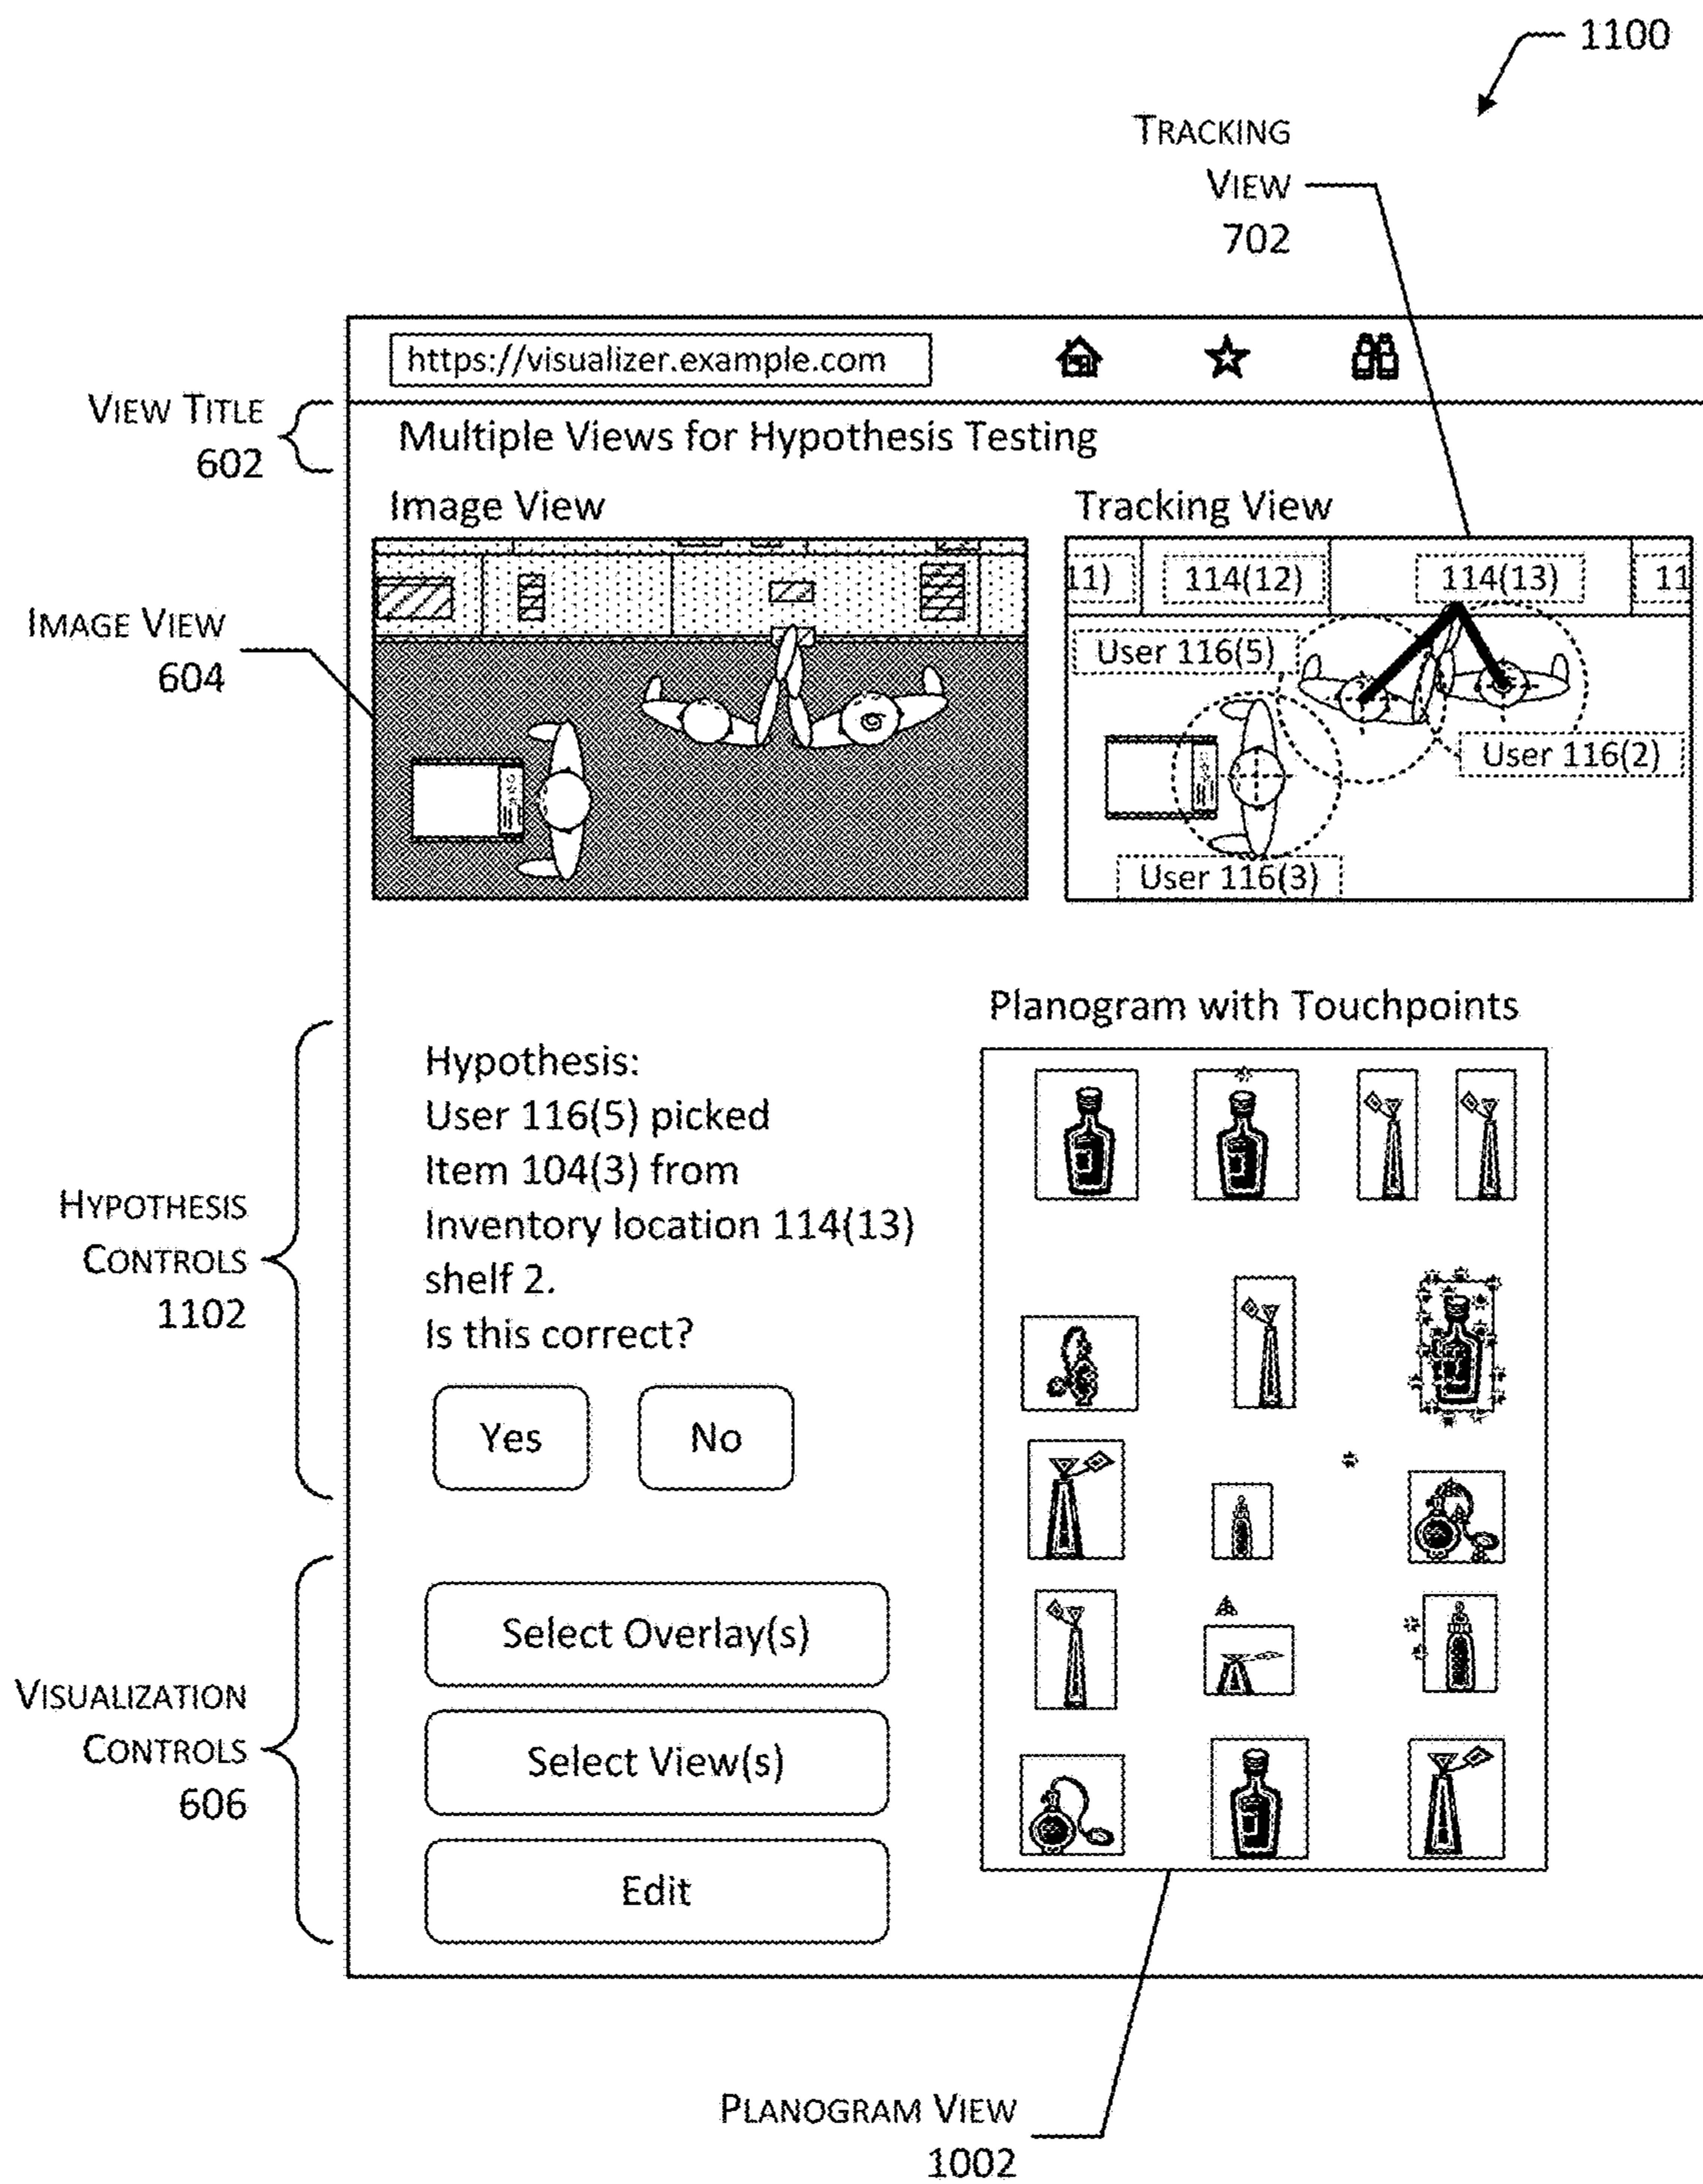 1100
TRACKING
VIEW
702
https://visualizer.example.com
VIEW TITLE
602
Multiple Views for Hypothesis Testing
Image View
Tracking View
11)
114(12)
114(13)
11
IMAGE VIEW
604
User 116(5)
User 116(2)
User 116(3)
Planogram with Touchpoints
HYPOTHESIS
CONTROLS
1102
Hypothesis:
User 116(5) picked
Item 104(3) from
Inventory location 114(13)
shelf 2.
Is this correct?
Yes
No
VISUALIZATION
CONTROLS
606
Select Overlay(s)
Select View(s)
Edit
PLANOGRAM VIEW
1002